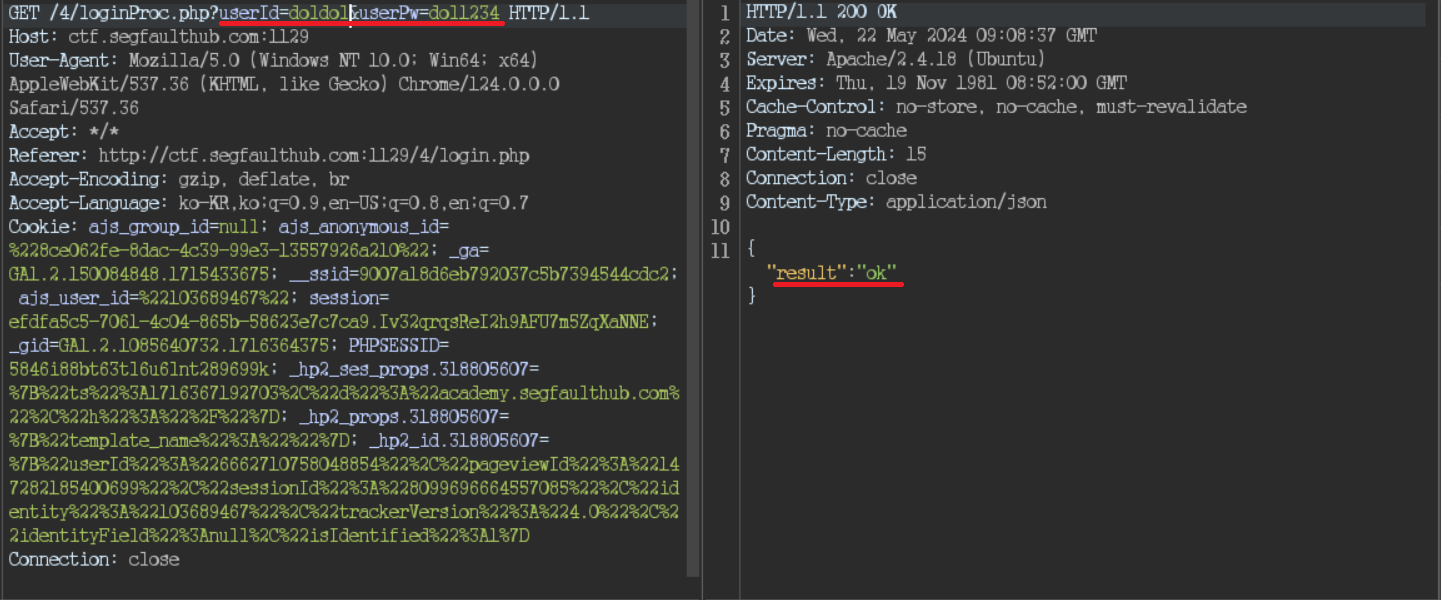 GET /4/loginProc.php?userId=doldol&userPw=dol1234 HTTP/1.1
Host: ctf.segfaulthub.com:1129
User-Agent: Mozilla/5.0 (Windows NT 10.0; Win64; x64)
AppleWebKit/537.36 (KHTML, like Gecko) Chrome/124.0.0.0
Safari/537.36
Accept: */*
Referer: http://ctf.segfaulthub.com:1129/4/login.php
Accept-Encoding: gzip, deflate, br
Accept-Language: ko-KR,ko;q=0.9,en-US;q=0.8,en;q=0.7
Cookie: ajs_group_id=null; ajs_anonymous_id=
%228ce062fe-8dac-4c39-99e3-13557926a210%22; _ga=
GA1.2.150084848.1715433675; __ssid=9007a18d6eb792037c5b7394544cdc2;
ajs_user_id=%22103689467%22; session=
efdfa5c5-7061-4c04-865b-58623e7c7ca9.Iv32qrqsReI2h9AFU7m5ZqXaNNE;
_gid=GA1.2.1085640732.1716364375; PHPSESSID=
5846i88bt63t16u61nt289699k; _hp2_ses_props.318805607=
%7B%22ts%22%3A1716367192703%2C%22d%22%3A%22academy.segfaulthub.com%
22%2C%22h%22%3A%22%2F%22%7D; _hp2_props.318805607=
%7B%22template_name%22%3A%22%22%7D; _hp2_id.318805607=
%7B%22userId%22%3A%226662710758048854%22%2C%22pageviewId%22%3A%2214
7282185400699%22%2C%22sessionId%22%3A%228099696664557085%22%2C%22id
entity%22%3A%22103689467%22%2C%22trackerVersion%22%3A%224.0%22%2C%2
2identityField%22%3Anull%2C%22isIdentified%22%3A1%7D
Connection: close
1 HTTP/1.1 200 OK
2 Date: Wed, 22 May 2024 09:08:37 GMT
3 Server: Apache/2.4.18 (Ubuntu)
4 Expires: Thu, 19 Nov 1981 08:52:00 GMT
5 Cache-Control: no-store, no-cache, must-revalidate
6 Pragma: no-cache
7 Content-Length: 15
8 Connection: close
9 Content-Type: application/json
10
11 {
"result":"ok"
}